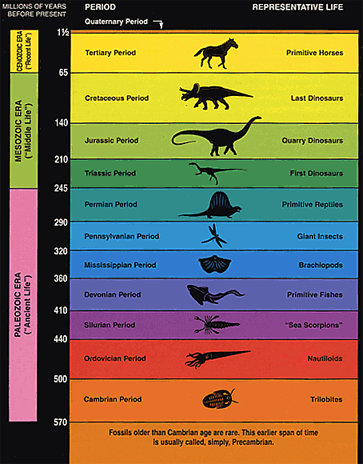 MILLIONS OF YEARS
BEFORE PRESENT
PERIOD
REPRESENTATIVE LIFE
Quaternary Period
1½
CENOZOIC ERA
("Recent Life")
Tertiary Period
Primitive Horses
65
MESOZOIC ERA
("Middle Life")
Cretaceous Period
Last Dinosaurs
140
Jurassic Period
Quarry Dinosaurs
210
Triassic Period
First Dinosaurs
245
PALEOZOIC ERA
("Ancient Life")
Permian Period
Primitive Reptiles
290
Pennsylvanian Period
Giant Insects
320
Mississippian Period
Brachiopods
360
Devonian Period
Primitive Fishes
410
Silurian Period
"Sea Scorpions"
440
Ordovician Period
Nautiloids
500
Cambrian Period
Trilobites
570
Fossils older than Cambrian age are rare. This earlier span of time
is usually called, simply, Precambrian.